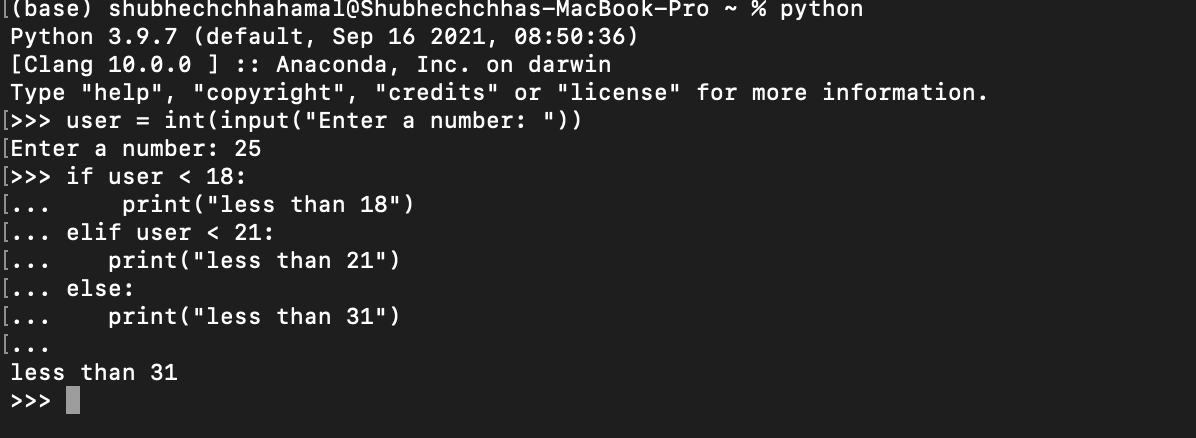 [(base) shubhechchhahamal@Shubhechchhas-MacBook-Pro ~ % python
Python 3.9.7 (default, Sep 16 2021, 08:50:36)
[Clang 10.0.0 ] :: Anaconda, Inc. on darwin
Type "help", "copyright", "credits" or "license" for more information.
[>>> user = int(input("Enter a number: "))
[Enter a number: 25
[>>> if user < 18:
[...     print("less than 18")
[... elif user < 21:
[...    print("less than 21")
[... else:
[...    print("less than 31")
[...
less than 31
>>>